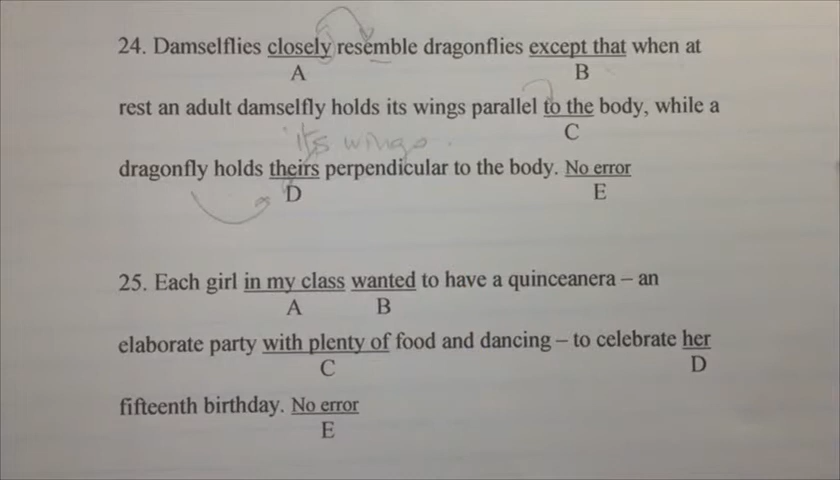 24. Damselflies closely resemble dragonflies except that when at
A B
rest an adult damselfly holds its wings parallel to the body, while a
C
its wings.
dragonfly holds theirs perpendicular to the body. No error
D E
25. Each girl in my class wanted to have a quinceanera – an
A B
elaborate party with plenty of food and dancing – to celebrate her
C D
fifteenth birthday. No error
E